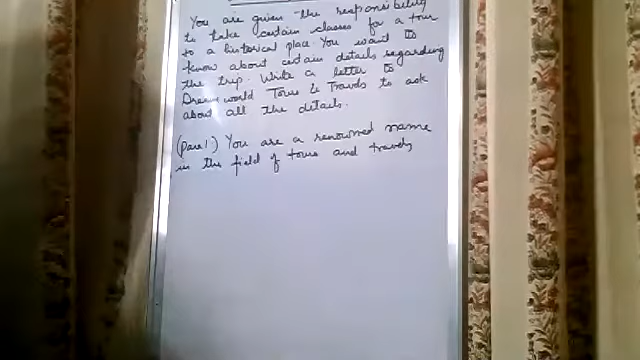 You are given the responsibility
to take certain classes for a tour
to a historical place. You want to
know about certain details regarding
the trip. Write a letter to
Dreamworld Tours & Travels to ask
about all the details.
(Para 1) You are a renowned name
in the field of tours and travels